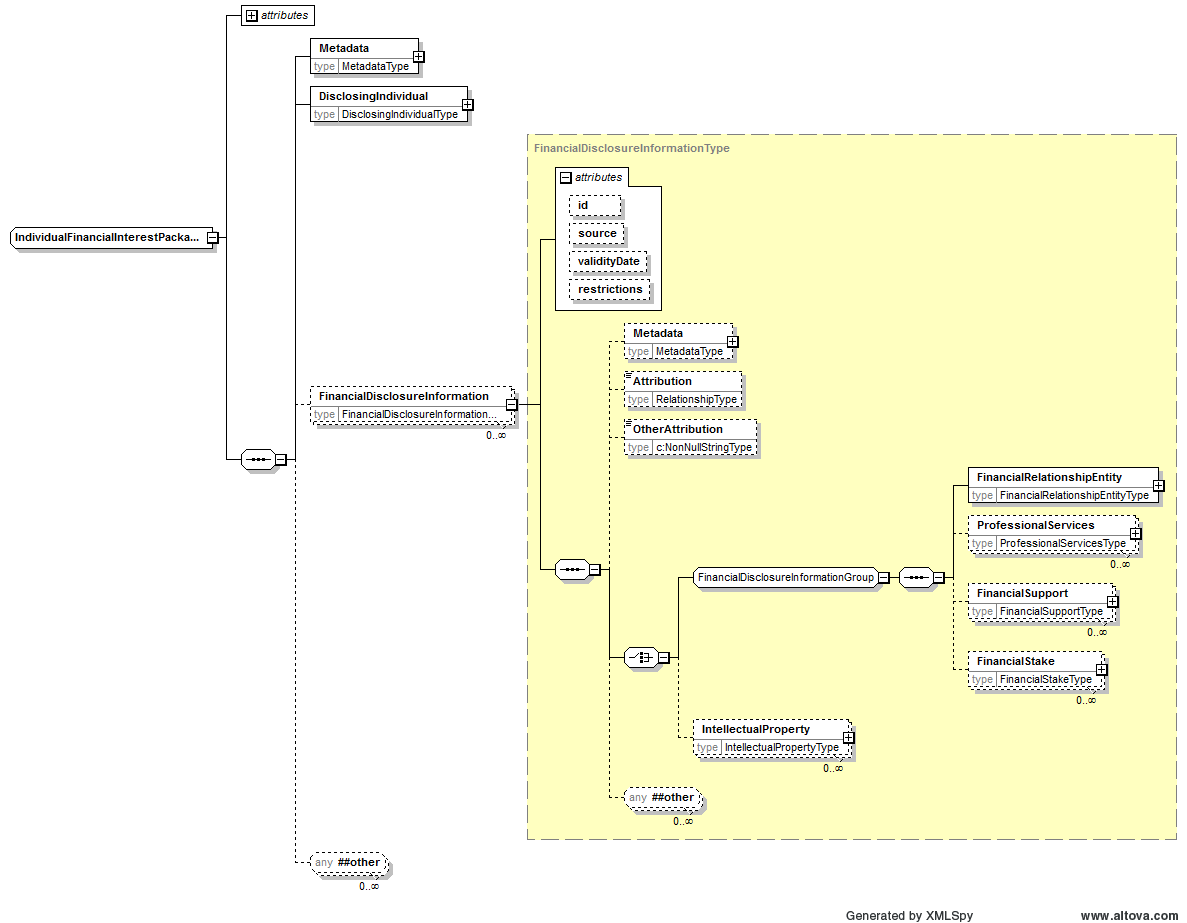 attributes
Metadata
type MetadataType
DisclosingIndividual
type DisclosingIndividualType
FinancialDisclosureInformationType
attributes
id
source
validityDate
restrictions
IndividualFinancialInterestPacka...
Metadata
type MetadataType
Attribution
type RelationshipType
OtherAttribution
type c:NonNullStringType
FinancialDisclosureInformation
type FinancialDisclosureInformation...
0..∞
FinancialRelationshipEntity
type FinancialRelationshipEntityType
ProfessionalServices
type ProfessionalServicesType
0..∞
FinancialDisclosureInformationGroup
FinancialSupport
type FinancialSupportType
0..∞
FinancialStake
type FinancialStakeType
0..∞
IntellectualProperty
type IntellectualPropertyType
0..∞
any ##other
0..∞
any ##other
0..∞
Generated by XMLSpy
www.altova.com